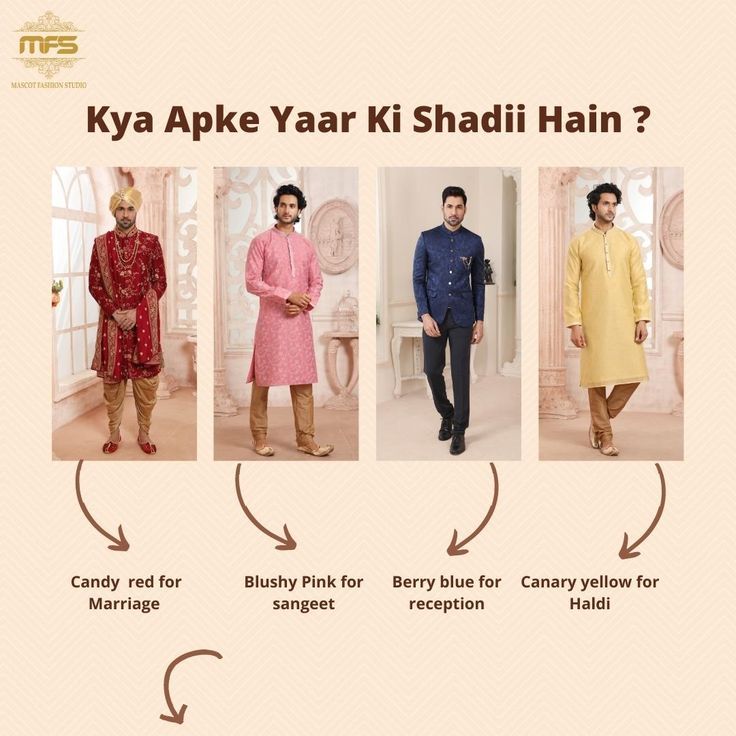 MFS
MASCOT FASHION STUDIO
Kya Apke Yaar Ki Shadii Hain ?
Candy red for
Marriage
Blushy Pink for
sangeet
Berry blue for
reception
Canary yellow for
Haldi